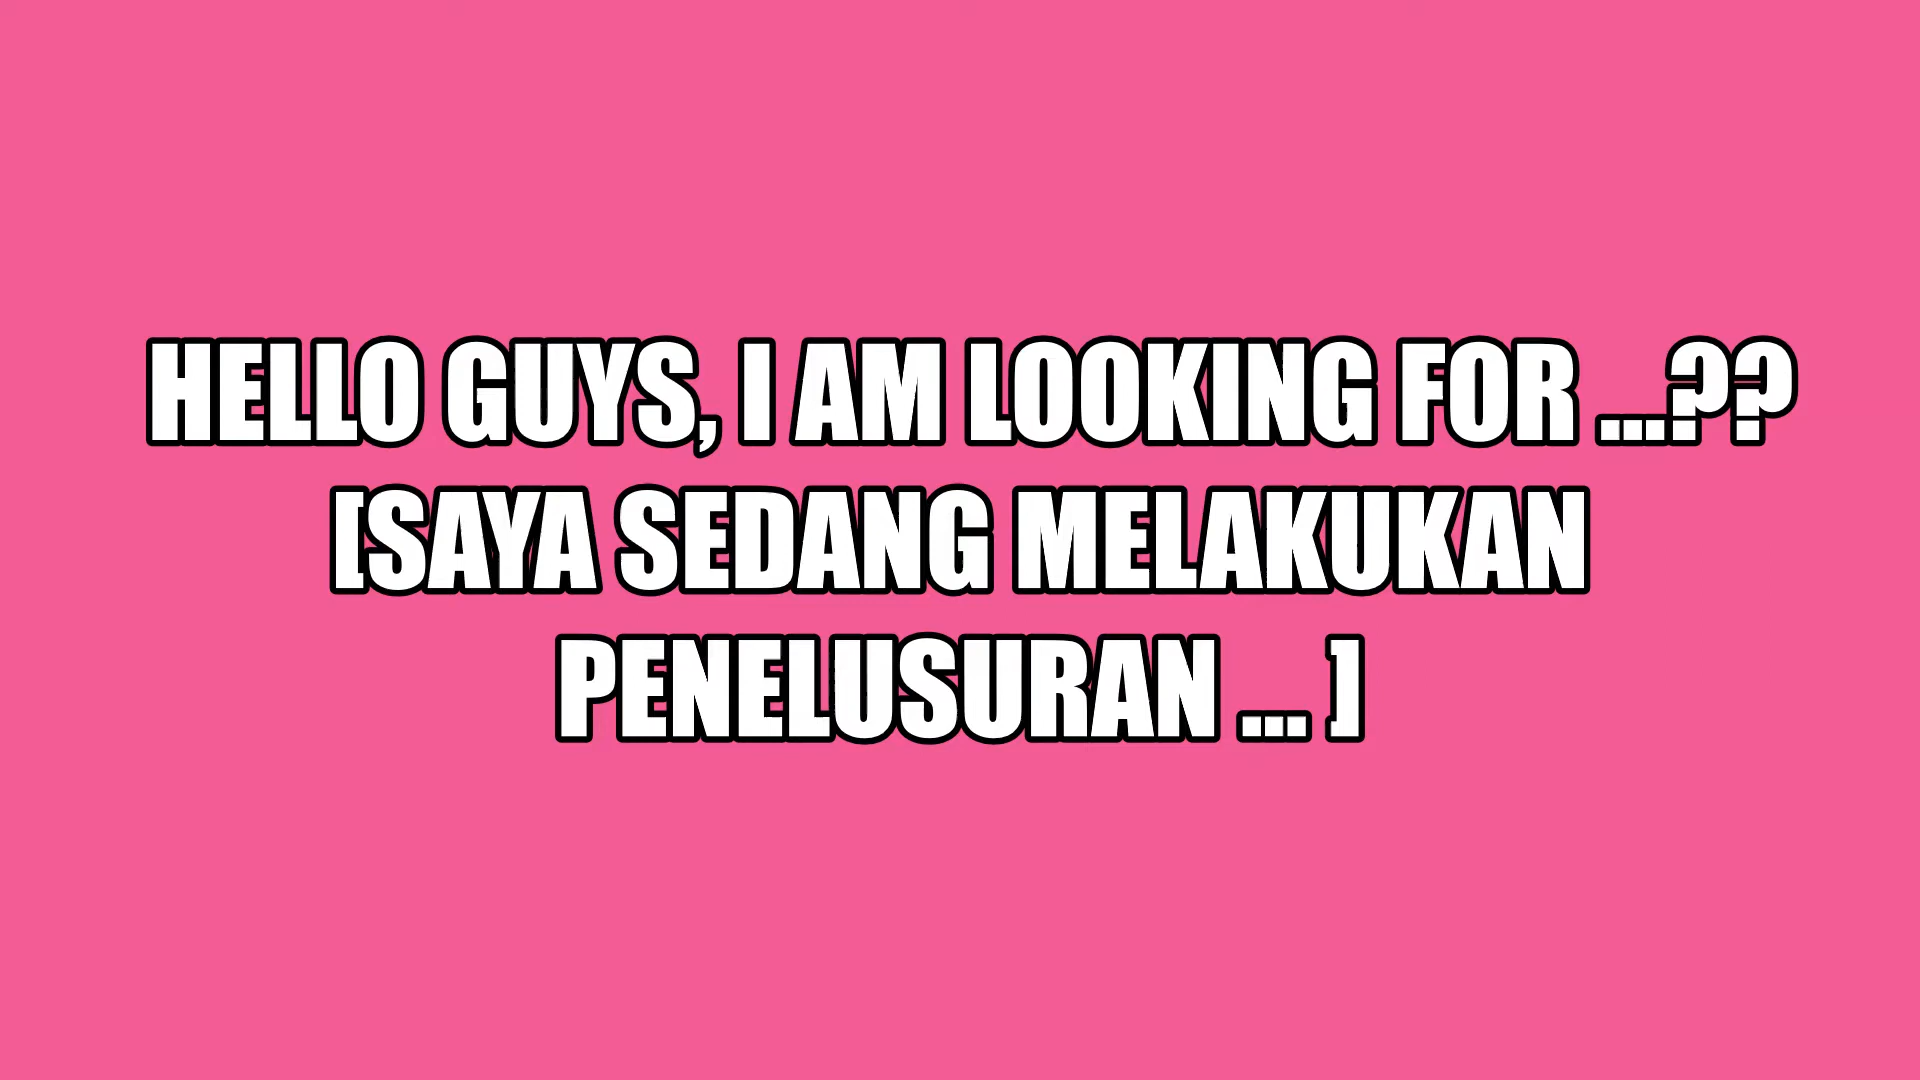 HELLO GUYS, I AM LOOKING FOR ...??
[SAYA SEDANG MELAKUKAN
PENELUSURAN ... ]